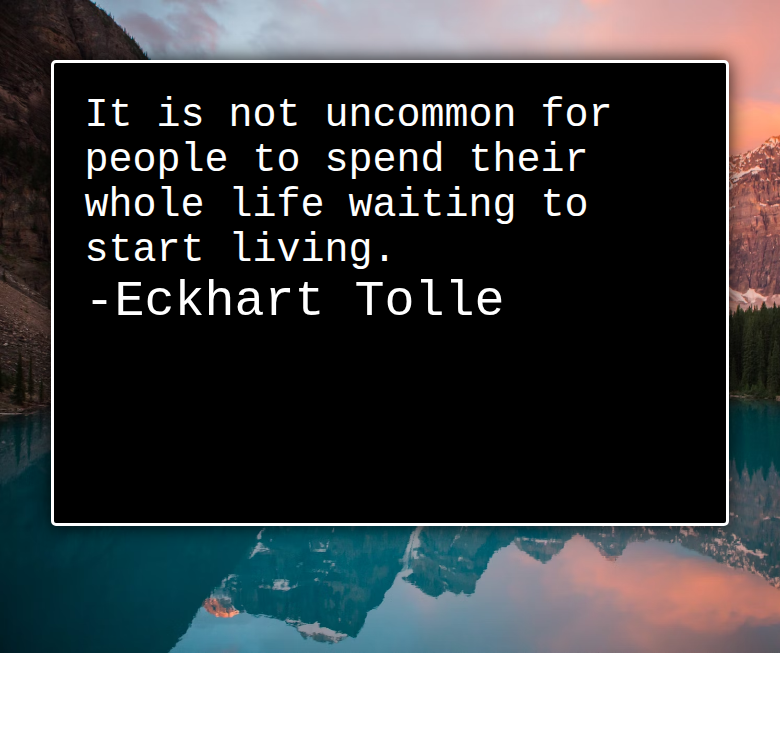 It is not uncommon for
people to spend their
whole life waiting to
start living.
-Eckhart Tolle